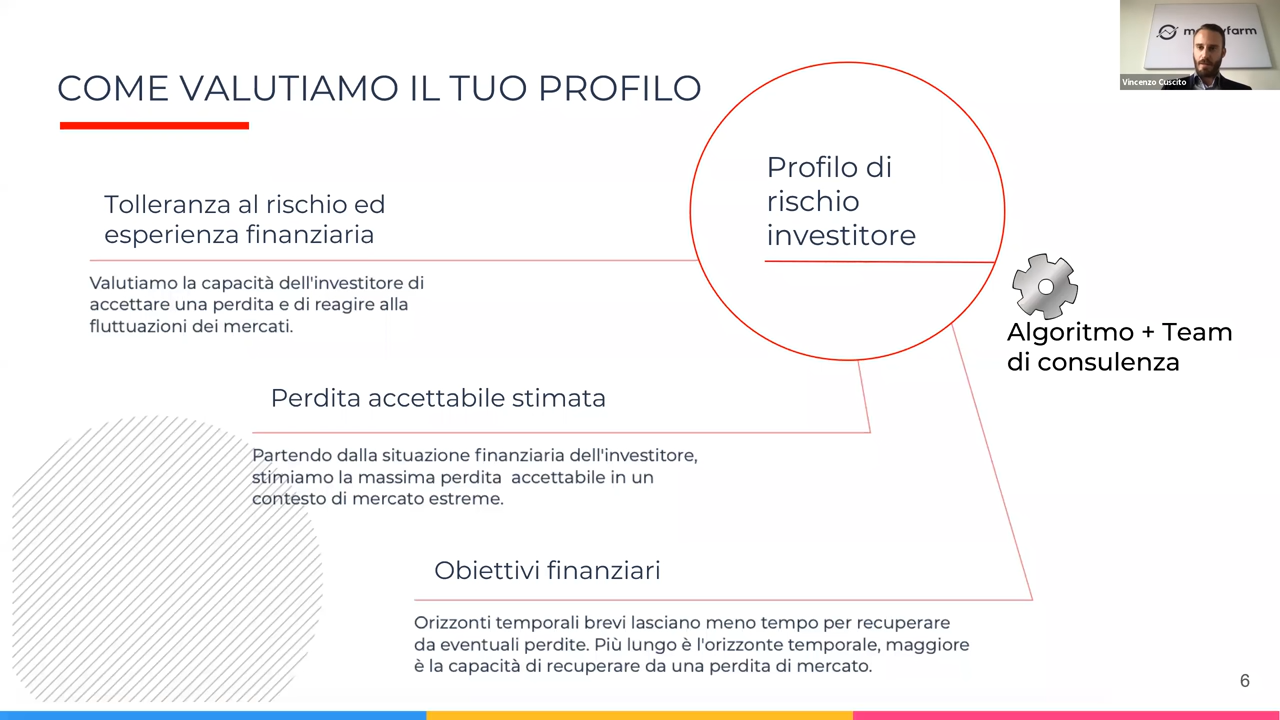 COME VALUTIAMO IL TUO PROFILO
Tolleranza al rischio ed
esperienza finanziaria
Valutiamo la capacità dell'investitore di
accettare una perdita e di reagire alla
fluttuazioni dei mercati.
Profilo di
rischio
investitore
Algoritmo + Team
di consulenza
Perdita accettabile stimata
Partendo dalla situazione finanziaria dell'investitore,
stimiamo la massima perdita accettabile in un
contesto di mercato estreme.
Obiettivi finanziari
Orizzonti temporali brevi lasciano meno tempo per recuperare
da eventuali perdite. Più lungo è l'orizzonte temporale, maggiore
è la capacità di recuperare da una perdita di mercato.
Vincenzo Cuscito
6